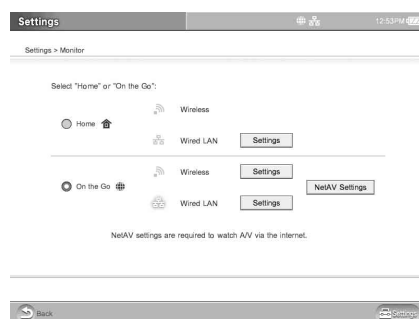 Settings
12:53PM
Settings > Monitor
Select "Home" or "On the Go":
Wireless
Home
Wired LAN Settings
Wireless Settings
On the Go NetAV Settings
Wired LAN Settings
NetAV settings are required to watch A/V via the internet.
Back Settings